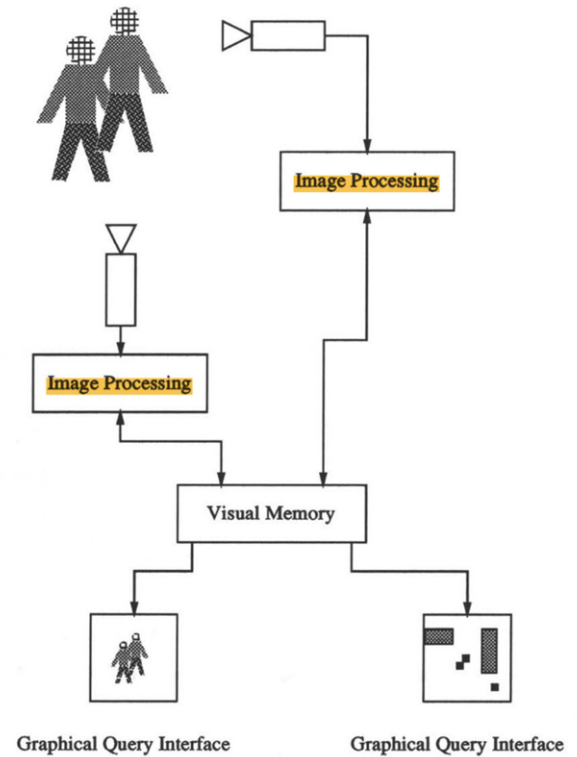 Image Processing
Image Processing
Visual Memory
Graphical Query Interface
Graphical Query Interface